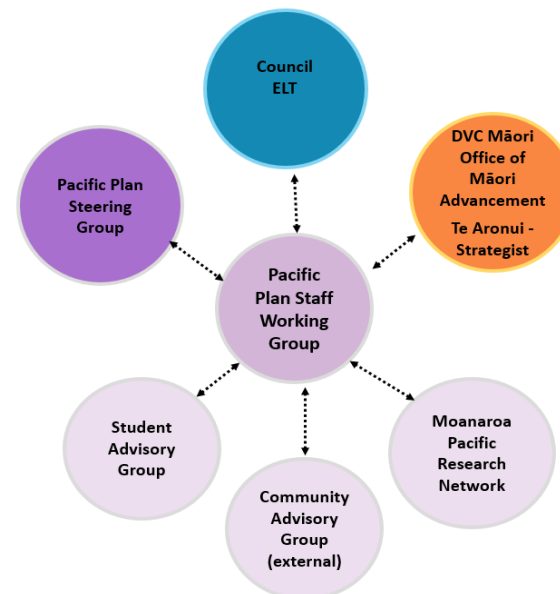 Council
ELT
DVC Māori
Office of
Māori
Advancement
Te Aronui -
Strategist
Pacific Plan
Steering
Group
Pacific
Plan Staff
Working
Group
Student
Advisory
Group
Community
Advisory
Group
(external)
Moanaroa
Pacific
Research
Network